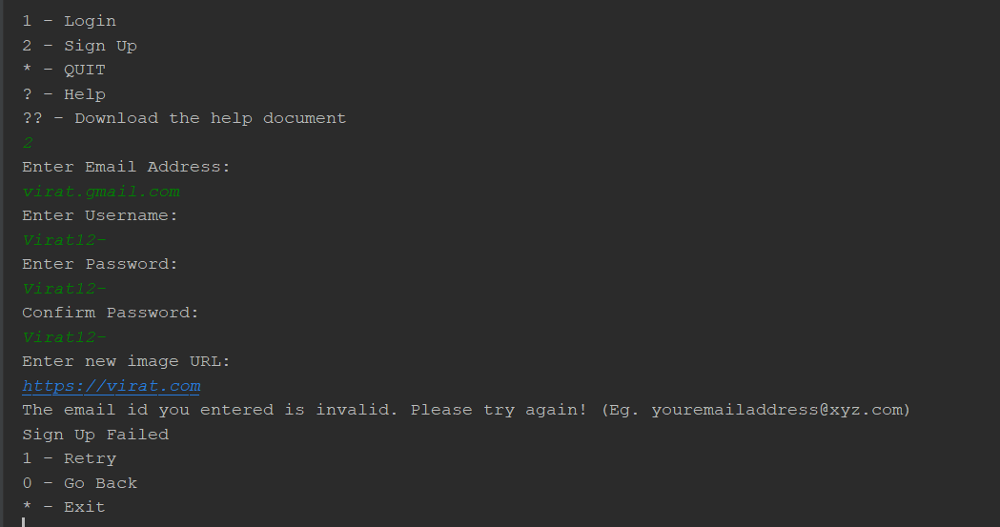 1 - Login
2 - Sign Up
* - QUIT
? - Help
?? - Download the help document
2
Enter Email Address:
virat.gmail.com
Enter Username:
Virat12-
Enter Password:
Virat12-
Confirm Password:
Virat12-
Enter new image URL:
https://virat.com
The email id you entered is invalid. Please try again! (Eg. youremailaddress@xyz.com)
Sign Up Failed
1 - Retry
0 - Go Back
* - Exit